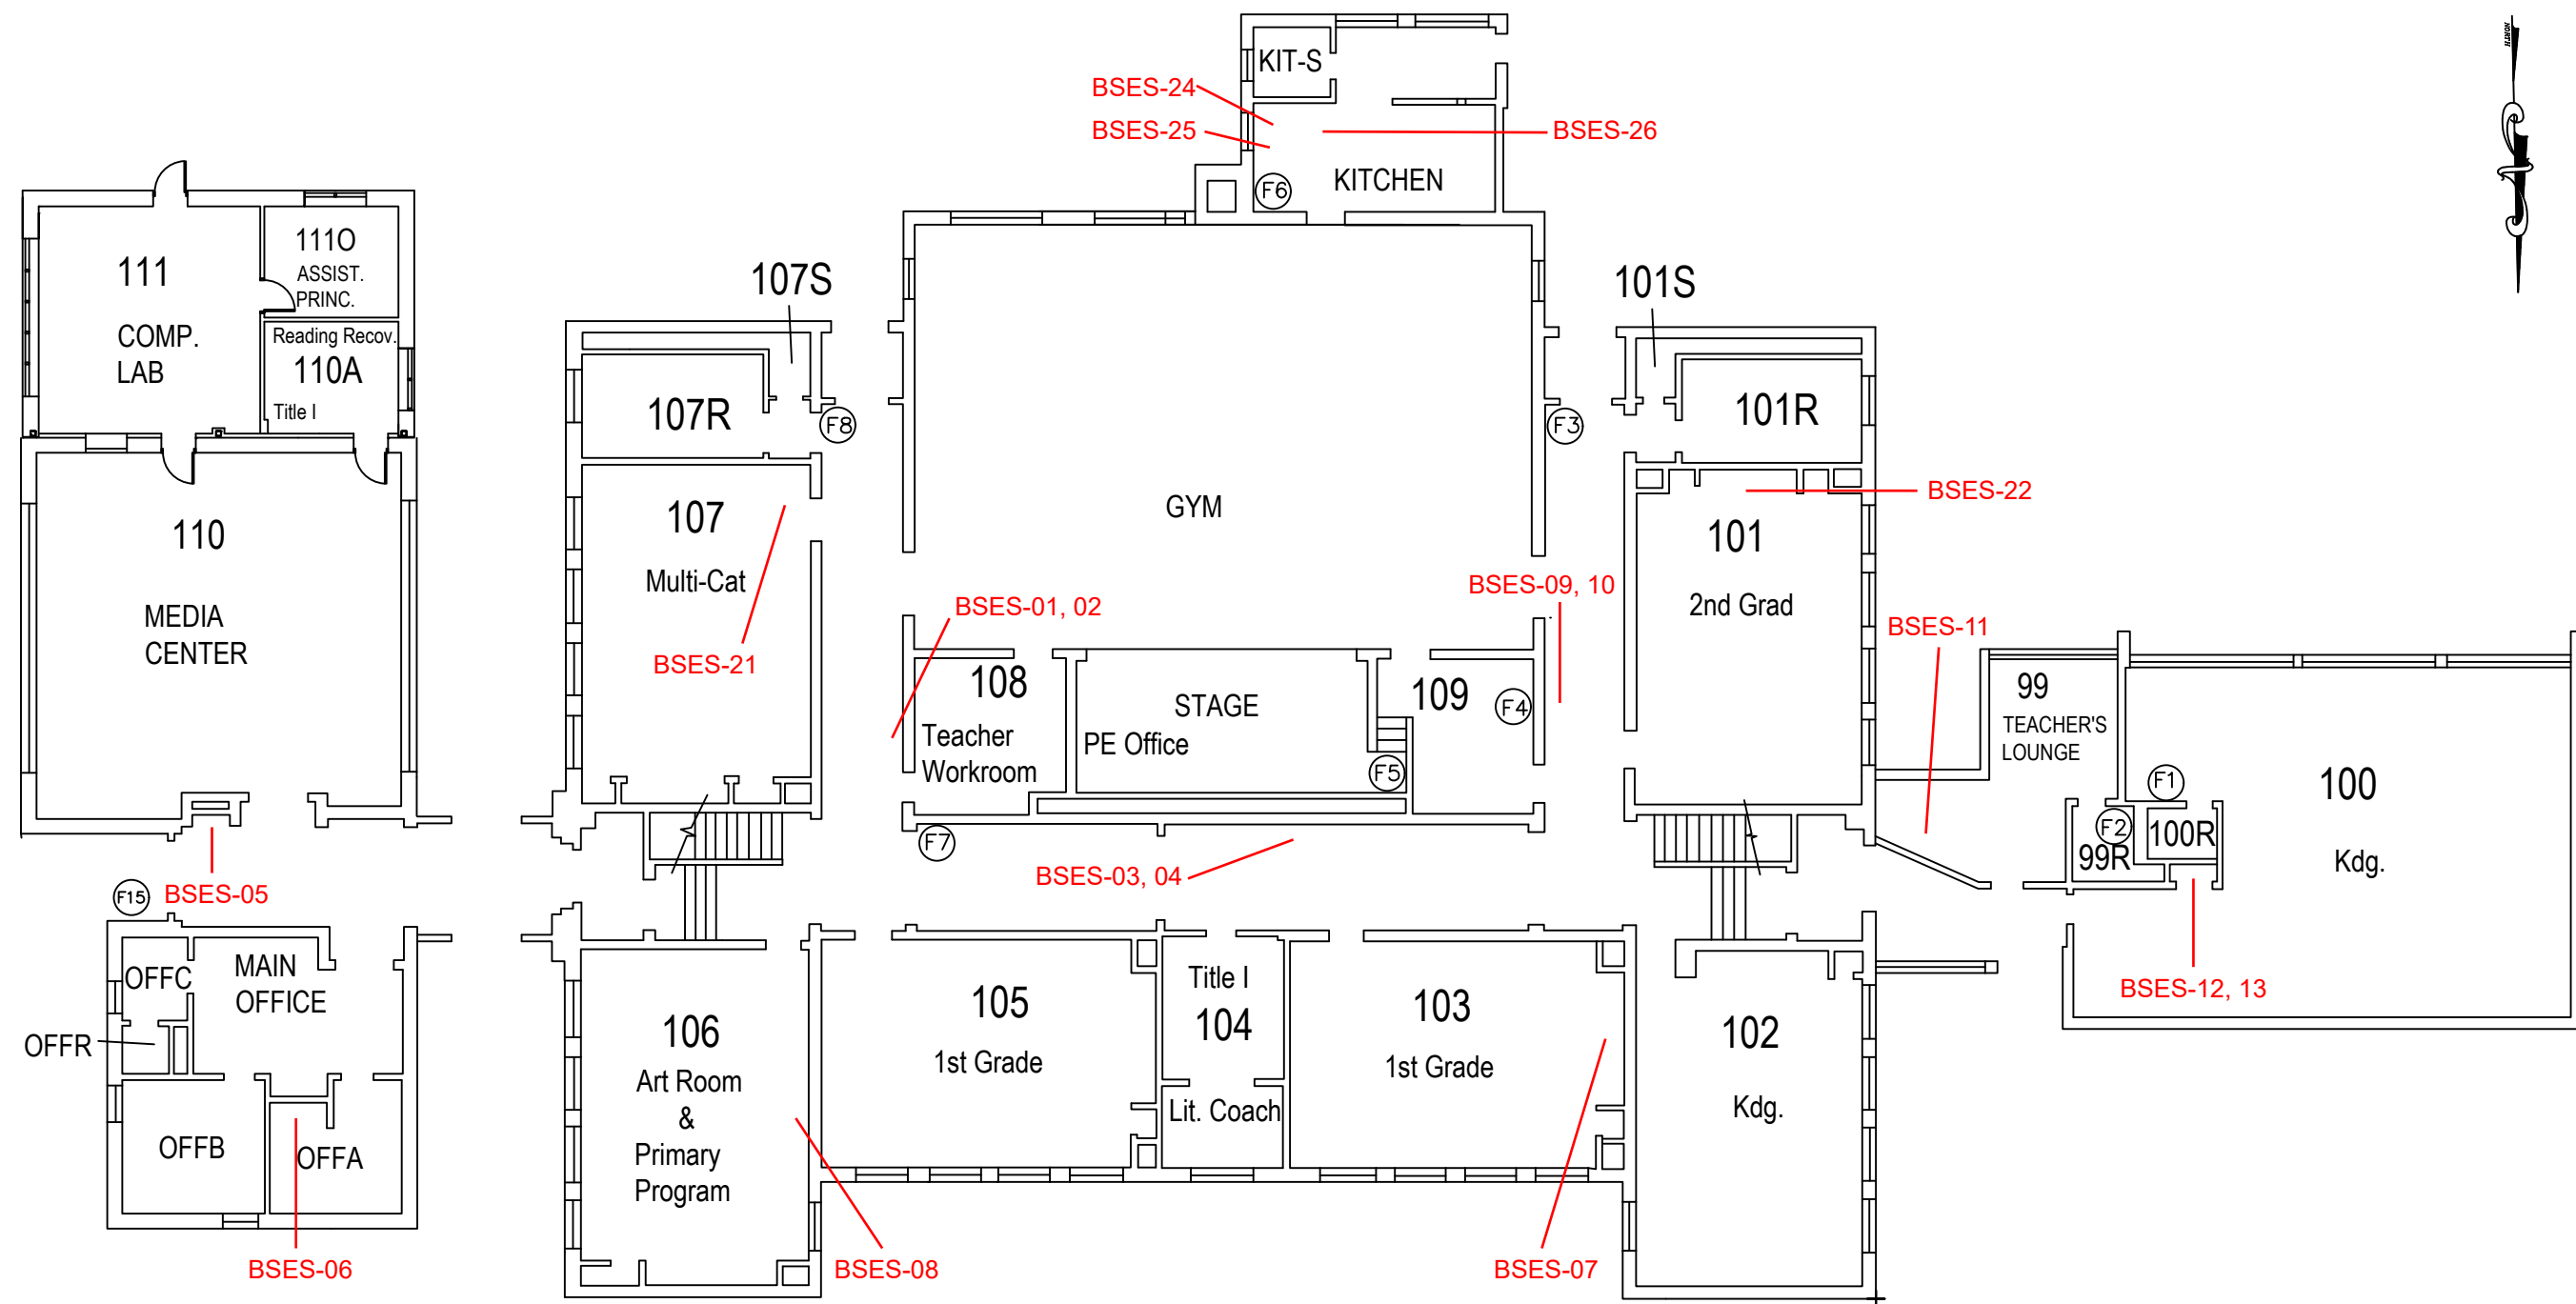 NORTH
KIT-S
BSES-24
BSES-25
BSES-26
KITCHEN
F6
111
COMP.
LAB
111O
ASSIST.
PRINC.
Reading Recov.
110A
Title I
110
MEDIA
CENTER
107S
107R
F8
107
Multi-Cat
BSES-21
GYM
F3
101S
101R
BSES-22
101
2nd Grad
BSES-01, 02
BSES-09, 10
108
Teacher
Workroom
STAGE
PE Office
109
F4
F5
F7
BSES-03, 04
BSES-11
99
TEACHER'S
LOUNGE
F1
F2
100R
99R
100
Kdg.
BSES-12, 13
BSES-05
F15
OFFC
MAIN
OFFICE
OFFR
OFFB
OFFA
BSES-06
106
Art Room
&
Primary
Program
BSES-08
105
1st Grade
Title I
104
Lit. Coach
103
1st Grade
BSES-07
102
Kdg.